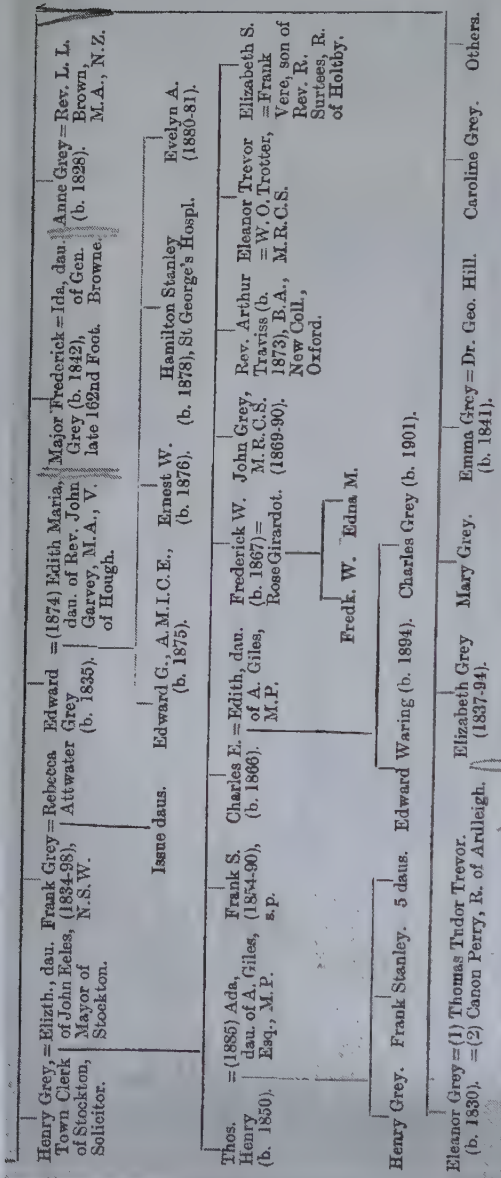 Henry Grey, = Elizth., dau.
Town Clerk of John Eeles,
of Stockton, Mayor of
Solicitor. Stockton.
Frank Grey = Rebecca
(1834-98), Attwater
N.S.W.
Edward = (1874) Edith Maria,
Grey dau. of Rev. John
(b. 1835). Garvey, M.A., V.
of Hough.
Major Frederick = Ida, dau.
Grey (b. 1842), of Gen.
late 162nd Foot. Browne.
Anne Grey = Rev. L. L.
(b. 1828). Brown,
M.A., N.Z.
Issue daus.
Edward G., A.M.I.C.E.,
(b. 1875).
Ernest W.
(b. 1876).
Hamilton Stanley
(b. 1878), St George's Hospl.
Evelyn A.
(1880-81).
Thos. = (1885) Ada,
Henry dau. of A. Giles,
(b. 1850). Esq., M.P.
Frank S.
(1854-90),
s.p.
Charles E. = Edith, dau.
(b. 1866). of A. Giles,
M.P.
Frederick W.
(b. 1867) =
Rose Girardot.
John Grey,
M.R.C.S.
(1869-90).
Rev. Arthur
Traviss (b.
1873), B.A.,
New Coll.,
Oxford.
Eleanor Trevor
= W. O. Trotter,
M.R.C.S.
Elizabeth S.
= Frank
Vere, son of
Rev. R.
Surtees, R.
of Holtby.
Fredk. W. Edna M.
Henry Grey. Frank Stanley. 5 daus. Edward Waring (b. 1894). Charles Grey (b. 1901).
Eleanor Grey = (1) Thomas Tudor Trevor.
(b. 1830). = (2) Canon Perry, R. of Ardleigh.
Elizabeth Grey
(1837-94).
Mary Grey.
Emma Grey = Dr. Geo. Hill.
(b. 1841).
Caroline Grey. Others.